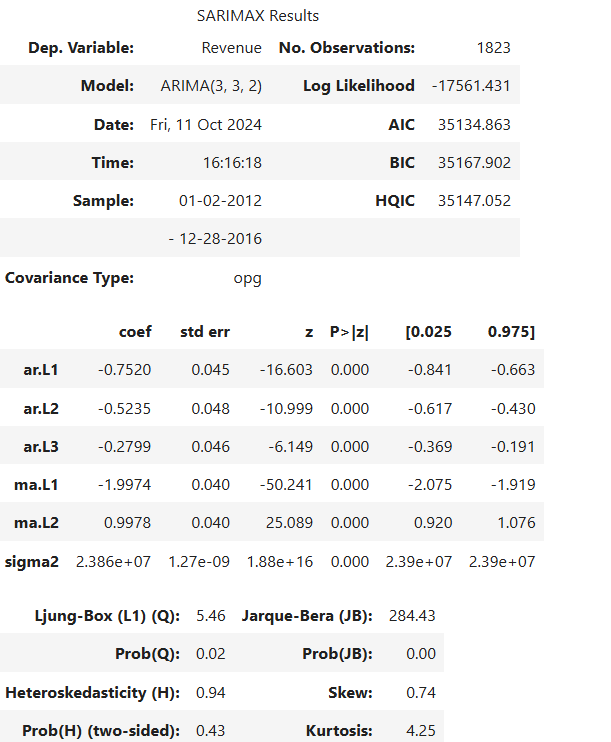 SARIMAX Results
Dep. Variable: Revenue No. Observations: 1823
Model: ARIMA(3, 3, 2) Log Likelihood -17561.431
Date: Fri, 11 Oct 2024 AIC 35134.863
Time: 16:16:18 BIC 35167.902
Sample: 01-02-2012 HQIC 35147.052
- 12-28-2016
Covariance Type: opg
coef std err z P>|z| [0.025 0.975]
ar.L1 -0.7520 0.045 -16.603 0.000 -0.841 -0.663
ar.L2 -0.5235 0.048 -10.999 0.000 -0.617 -0.430
ar.L3 -0.2799 0.046 -6.149 0.000 -0.369 -0.191
ma.L1 -1.9974 0.040 -50.241 0.000 -2.075 -1.919
ma.L2 0.9978 0.040 25.089 0.000 0.920 1.076
sigma2 2.386e+07 1.27e-09 1.88e+16 0.000 2.39e+07 2.39e+07
Ljung-Box (L1) (Q): 5.46 Jarque-Bera (JB): 284.43
Prob(Q): 0.02 Prob(JB): 0.00
Heteroskedasticity (H): 0.94 Skew: 0.74
Prob(H) (two-sided): 0.43 Kurtosis: 4.25